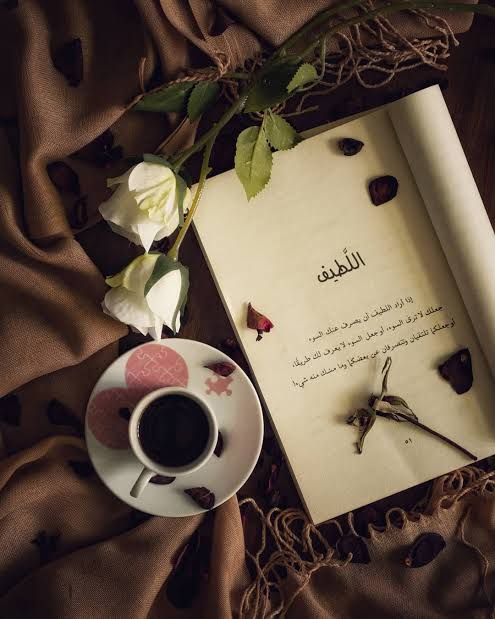 اللَّطيف
إذا أراد اللطيف أن يصرف عنك السوء
جعلك لا ترى السوء، أو جعل السوء لا يعرف لك طريقًا،
أو جعلكما تلتقيان وتنصرفان عن بعضكما وما مسك منه شيء!
٥١